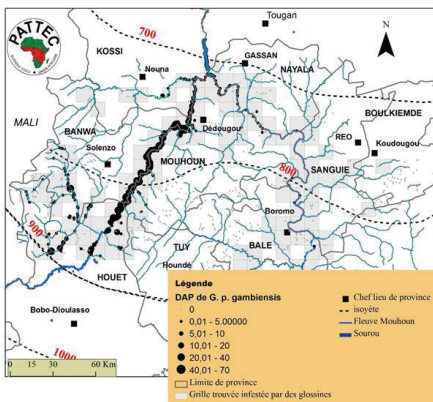 PATTEC
700
Tougan
KOSSI
GASSAN
Nouna
NAYALA
BOULKIEMDE
MALI
BANWA
Dédougou
REO
Koudougou
Solenzo
MOUHOUN
SANGUIE
800
Boromo
900
TUY
BALE
HOUET
Houndé
Bobo-Dioulasso
1000
0 30 60 Km
N
Légende
DAP de G. p. gambiensis
0
0,01 - 5.00000
5,01 - 10
10,01 - 20
20,01 - 40
40,01 - 70
Limite de province
Grille trouvée infestée par des glossines
Chef lieu de province
isoyéte
Fleuve Mouhoun
Sourou